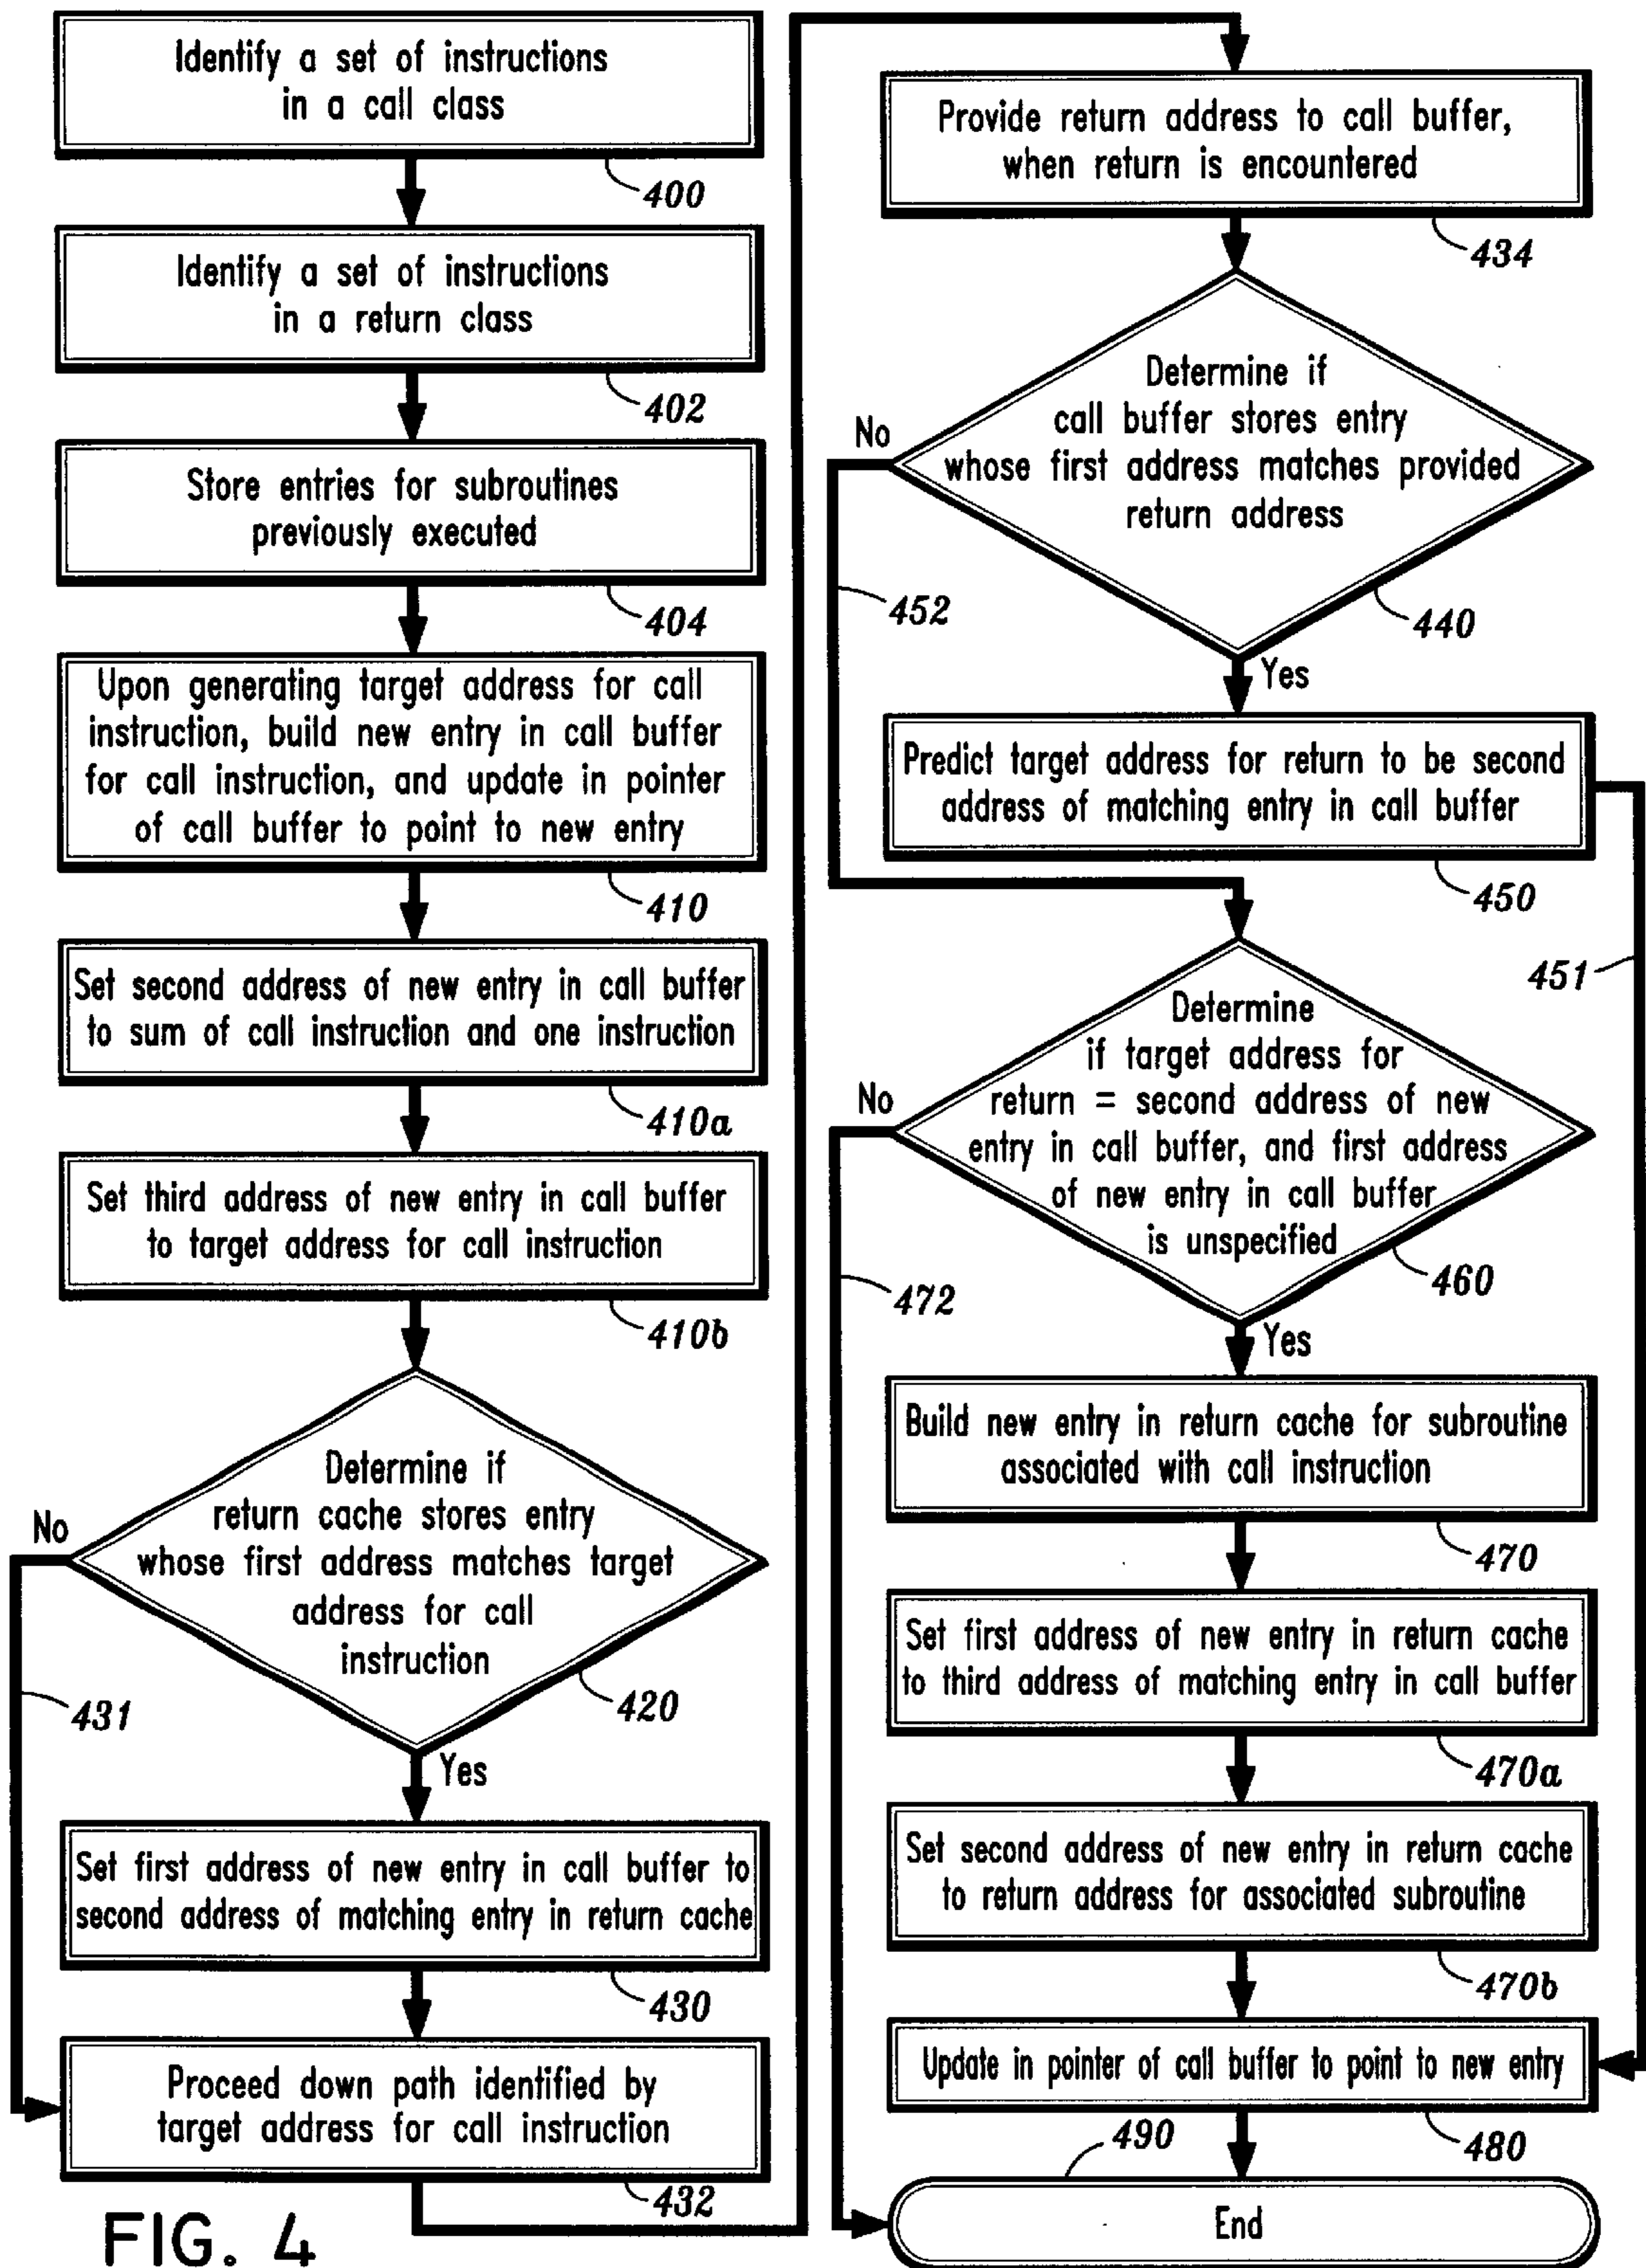 Identify a set of instructions
in a call class
400
Identify a set of instructions
in a return class
402
Store entries for subroutines
previously executed
404
Upon generating target address for call
instruction, build new entry in call buffer
for call instruction, and update in pointer
of call buffer to point to new entry
410
Set second address of new entry in call buffer
to sum of call instruction and one instruction
410a
Set third address of new entry in call buffer
to target address for call instruction
410b
Determine if
return cache stores entry
whose first address matches target
address for call
instruction
No
431
420
Yes
Set first address of new entry in call buffer to
second address of matching entry in return cache
430
Proceed down path identified by
target address for call instruction
432
FIG. 4
Provide return address to call buffer,
when return is encountered
434
Determine if
call buffer stores entry
whose first address matches provided
return address
No
452
440
Yes
Predict target address for return to be second
address of matching entry in call buffer
450
451
Determine
if target address for
return = second address of new
entry in call buffer, and first address
of new entry in call buffer
is unspecified
No
472
460
Yes
Build new entry in return cache for subroutine
associated with call instruction
470
Set first address of new entry in return cache
to third address of matching entry in call buffer
470a
Set second address of new entry in return cache
to return address for associated subroutine
470b
Update in pointer of call buffer to point to new entry
480
490
End